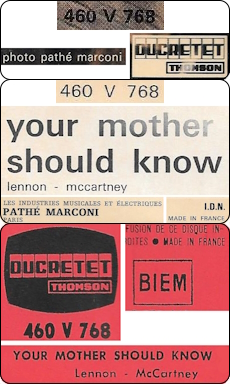 460 V 768
photo pathé marconi
DUCRETET
THOMSON
460 V 768
your mother
should know
lennon - mccartney
LES INDUSTRIES MUSICALES ET ÉLECTRIQUES
PATHÉ MARCONI
PARIS
I.D.N.
MADE IN FRANCE
DUCRETET
THOMSON
460 V 768
FUSION DE CE DISQUE IN-
DITES • MADE IN FRANCE
BIEM
YOUR MOTHER SHOULD KNOW
Lennon - McCartney